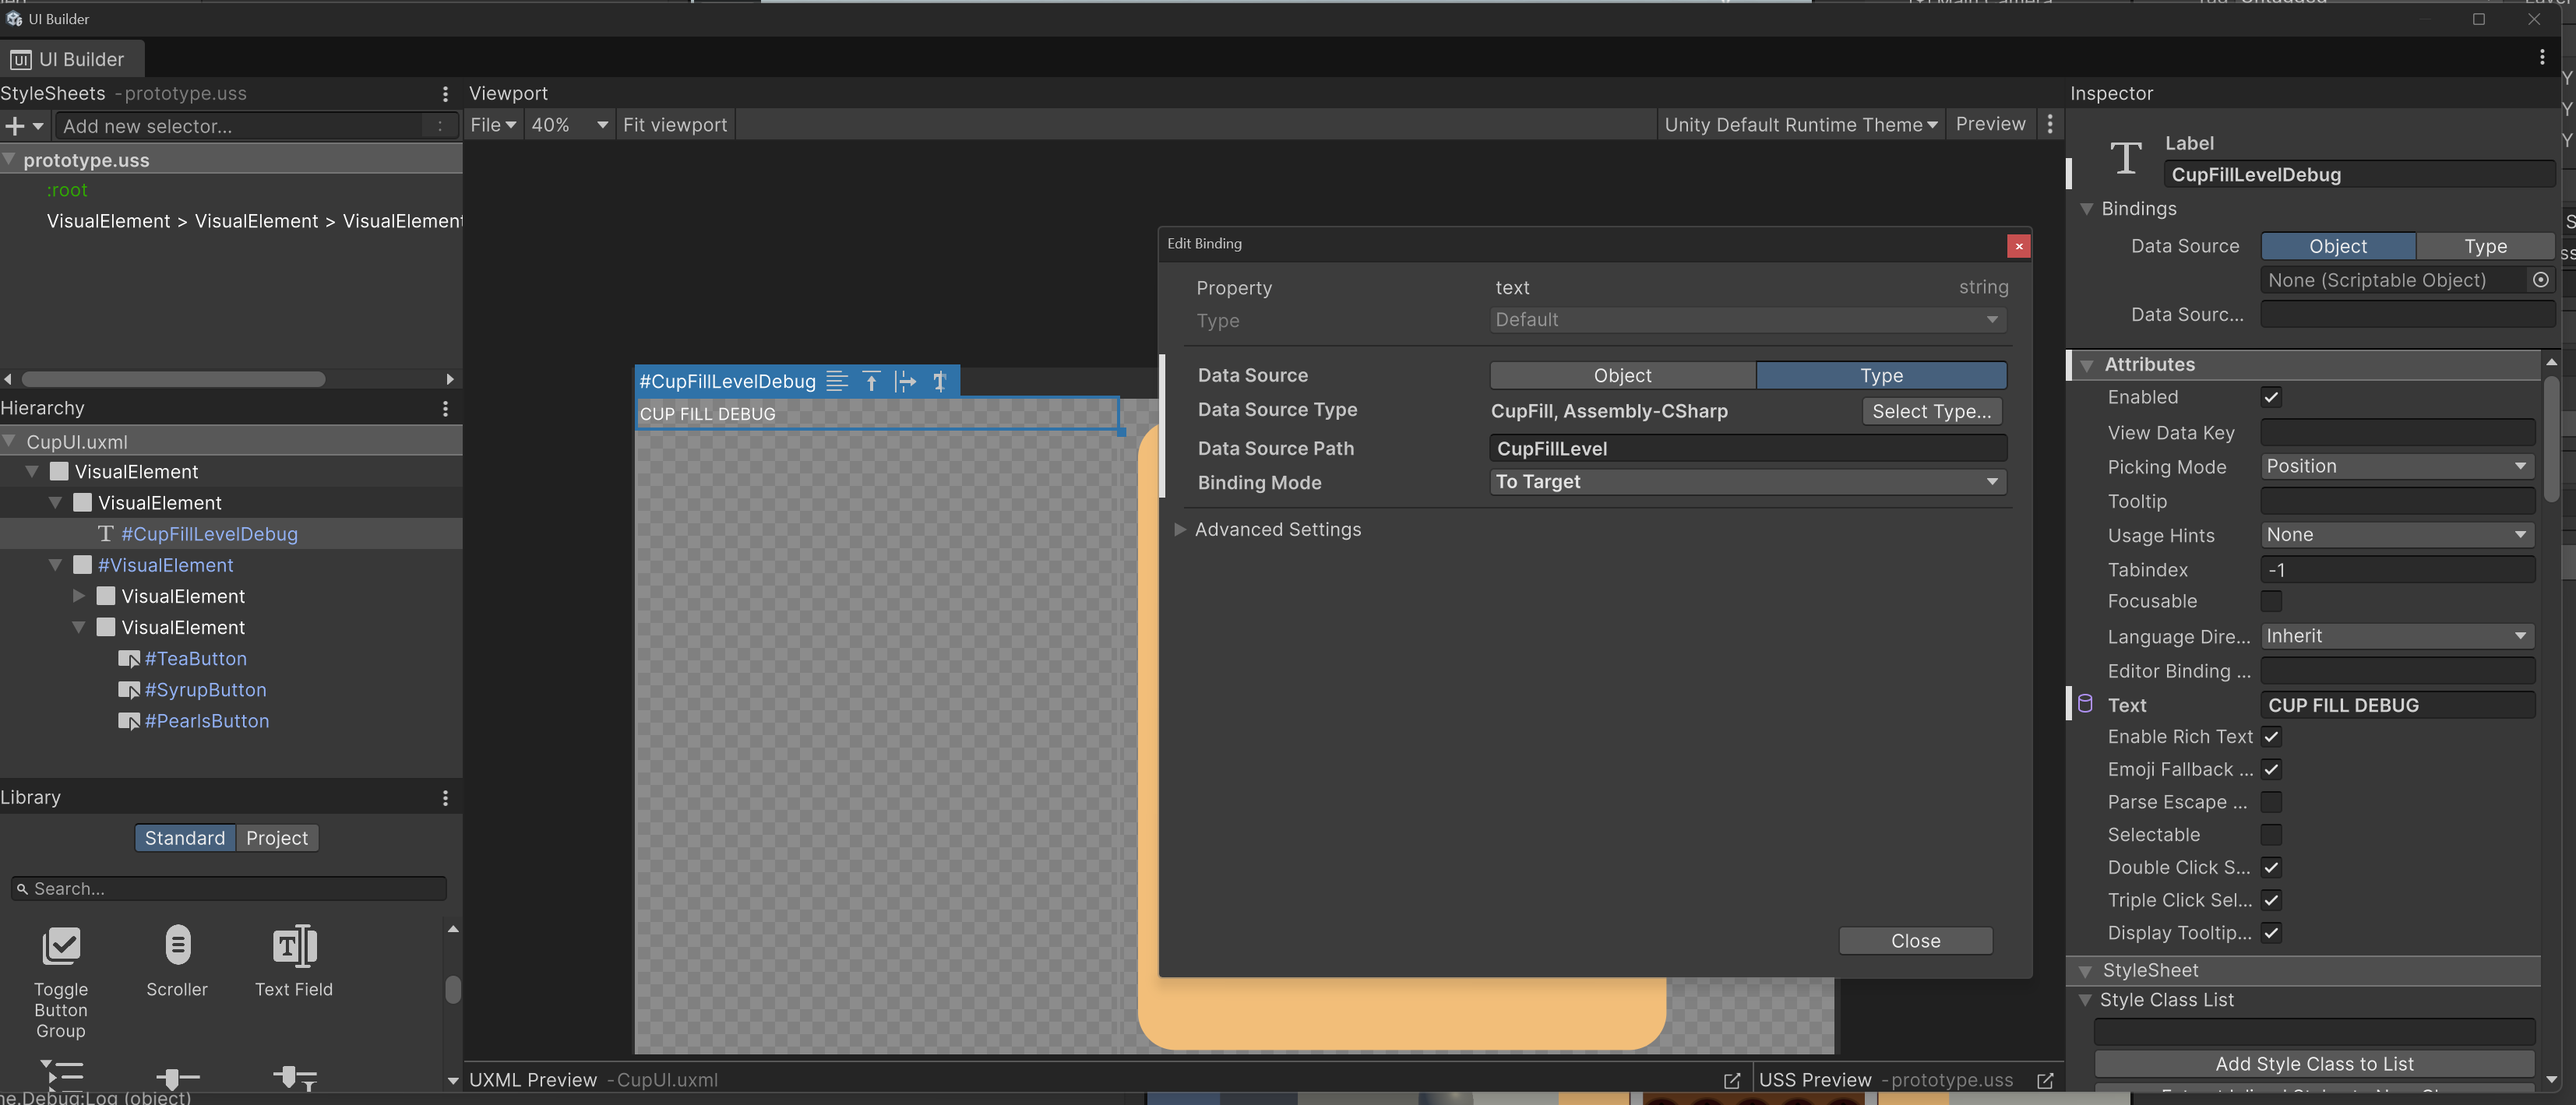 UI Builder
UI Builder
StyleSheets - prototype.uss
Add new selector...
prototype.uss
:root
VisualElement > VisualElement > VisualElement
Hierarchy
CupUI.uxml
VisualElement
VisualElement
#CupFillLevelDebug
#VisualElement
VisualElement
VisualElement
#TeaButton
#SyrupButton
#PearlsButton
Library
Standard
Project
Search...
Toggle
Button
Group
Scroller
Text Field
Viewport
File
40%
Fit viewport
Unity Default Runtime Theme
Preview
#CupFillLevelDebug
CUP FILL DEBUG
Edit Binding
Property
text
string
Type
Default
Data Source
Object
Type
Data Source Type
CupFill, Assembly-CSharp
Select Type...
Data Source Path
CupFillLevel
Binding Mode
To Target
Advanced Settings
Close
UXML Preview - CupUI.uxml
USS Preview - prototype.uss
Inspector
Label
CupFillLevelDebug
Bindings
Data Source
Object
Type
None (Scriptable Object)
Data Sourc...
Attributes
Enabled
View Data Key
Picking Mode
Position
Tooltip
Usage Hints
None
Tabindex
-1
Focusable
Language Dire...
Inherit
Editor Binding ...
Text
CUP FILL DEBUG
Enable Rich Text
Emoji Fallback ...
Parse Escape ...
Selectable
Double Click S...
Triple Click Sel...
Display Tooltip...
StyleSheet
Style Class List
Add Style Class to List
ne.Debug:Log (object)